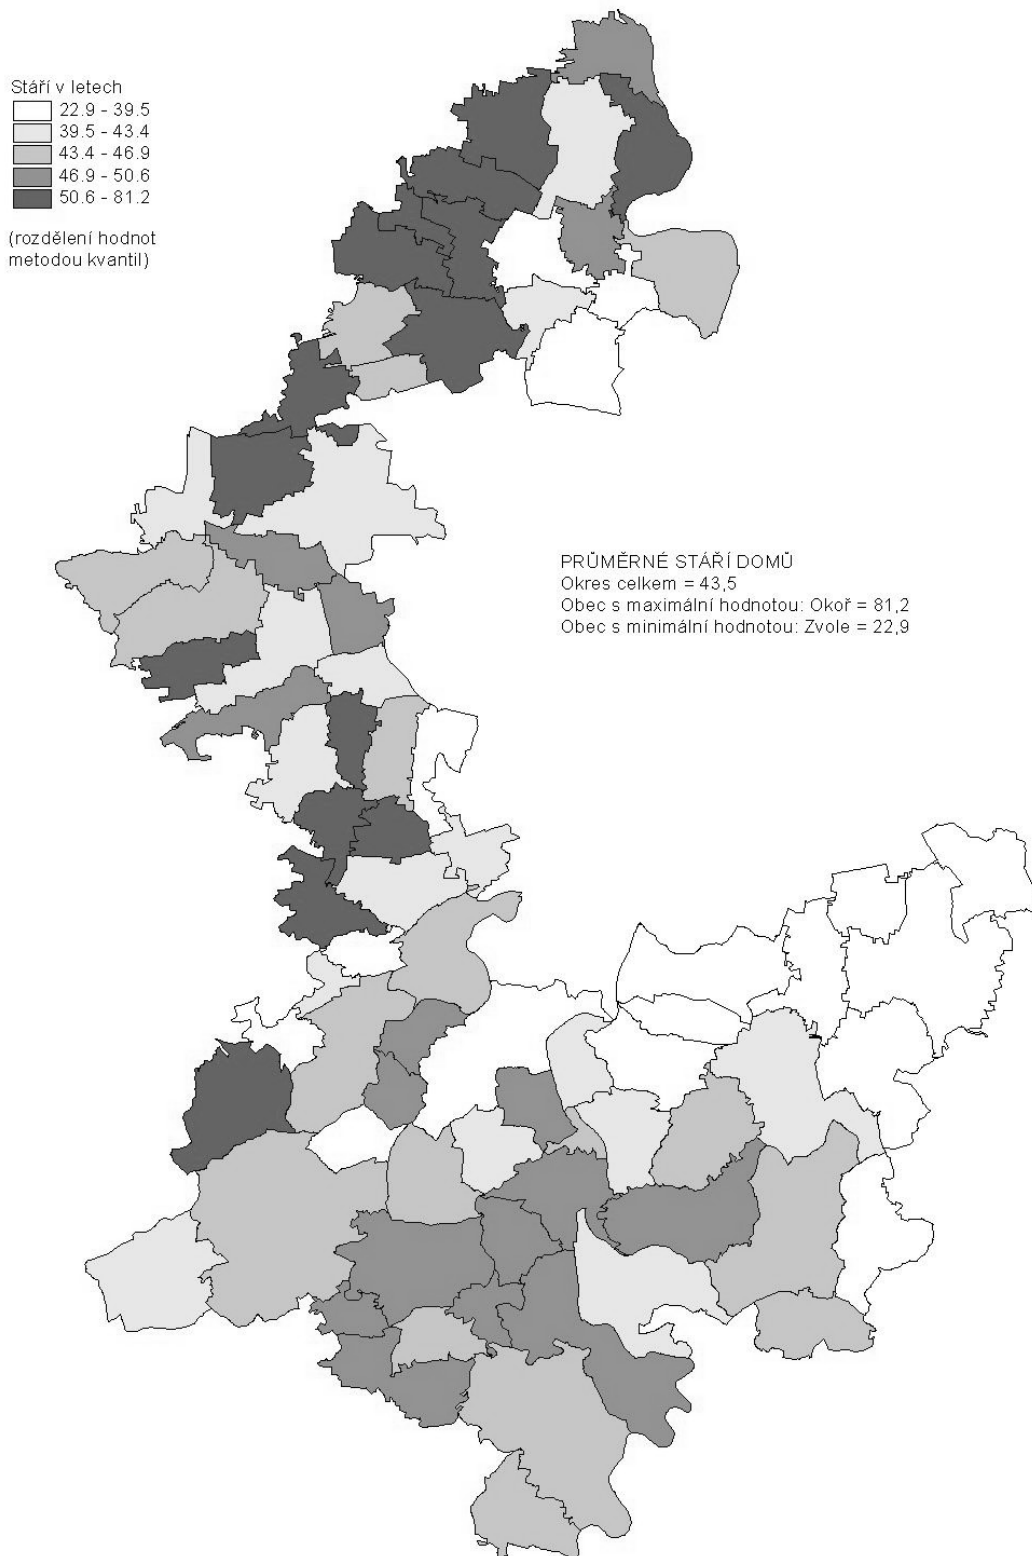 Stáří v letech
22.9 - 39.5
39.5 - 43.4
43.4 - 46.9
46.9 - 50.6
50.6 - 81.2
(rozdělení hodnot
metodou kvantil)
PRŮMĚRNÉ STÁŘÍ DOMŮ
Okres celkem = 43,5
Obec s maximální hodnotou: Okoř = 81,2
Obec s minimální hodnotou: Zvole = 22,9